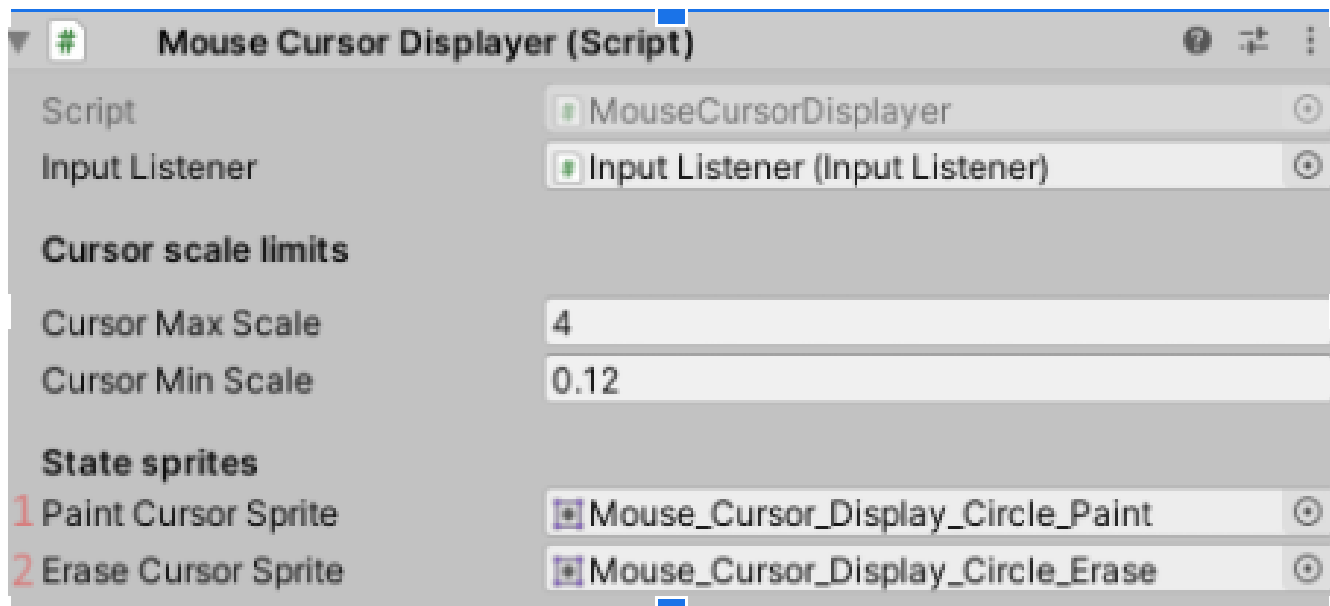 # Mouse Cursor Displayer (Script)
Script # MouseCursorDisplayer
Input Listener # Input Listener (Input Listener)
Cursor scale limits
Cursor Max Scale 4
Cursor Min Scale 0.12
State sprites
1 Paint Cursor Sprite Mouse_Cursor_Display_Circle_Paint
2 Erase Cursor Sprite Mouse_Cursor_Display_Circle_Erase